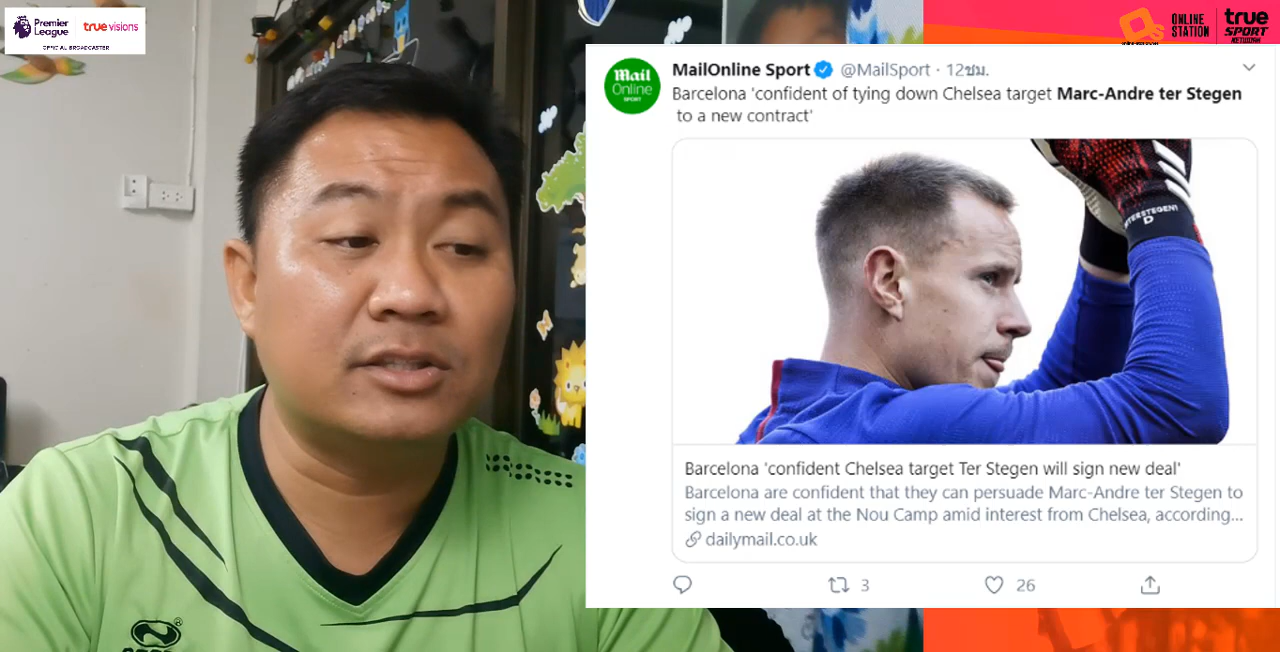 Premier League
true visions
OFFICIAL BROADCASTER
ONLINE STATION
true SPORT NETWORK
Mail Online SPORT
MailOnline Sport @MailSport · 12ชม.
Barcelona 'confident of tying down Chelsea target Marc-Andre ter Stegen
to a new contract'
TERSTEGEN1
D
Barcelona 'confident Chelsea target Ter Stegen will sign new deal'
Barcelona are confident that they can persuade Marc-Andre ter Stegen to
sign a new deal at the Nou Camp amid interest from Chelsea, according...
dailymail.co.uk
3
26